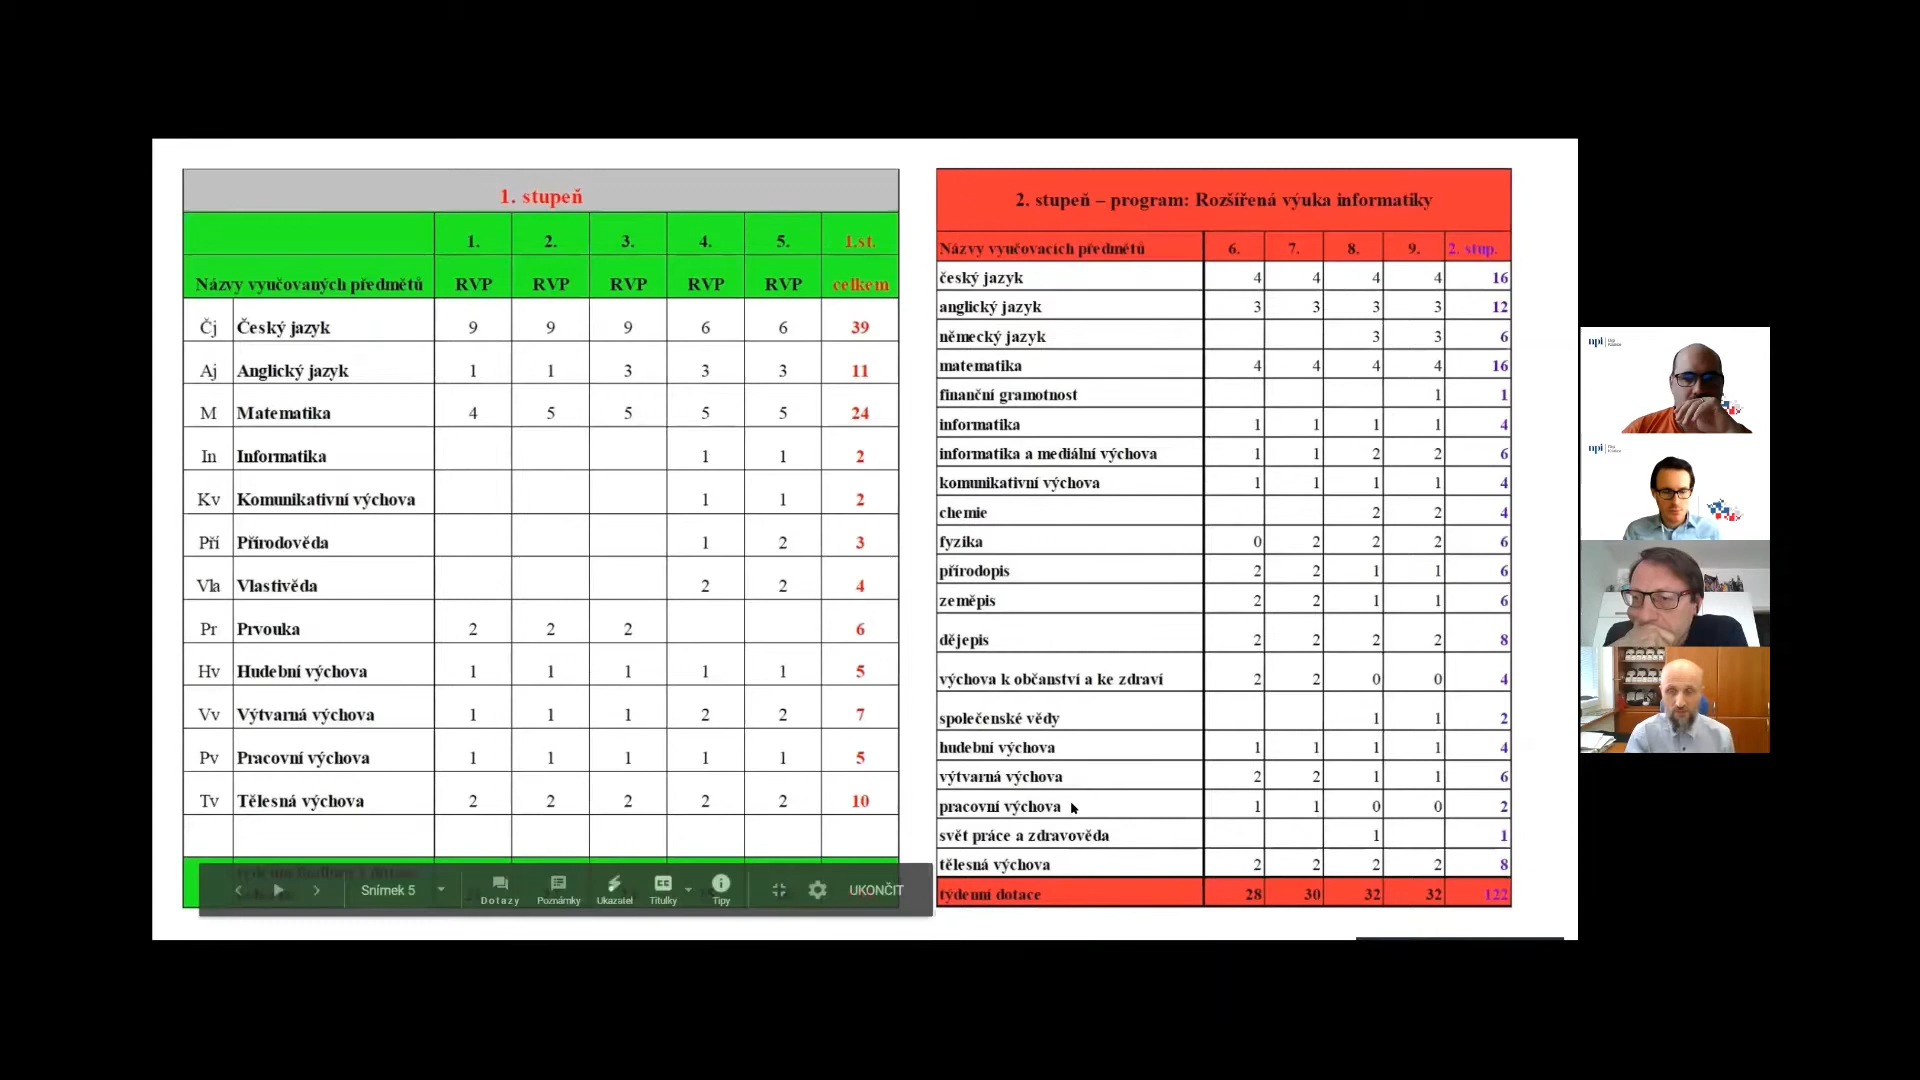 1. stupeň
1. 2. 3. 4. 5. 1.st.
Názvy vyučovaných předmětů RVP RVP RVP RVP RVP celkem
Čj Český jazyk 9 9 9 6 6 39
Aj Anglický jazyk 1 1 3 3 3 11
M Matematika 4 5 5 5 5 24
In Informatika 1 1 2
Kv Komunikativní výchova 1 1 2
Pří Přírodověda 1 2 3
Vla Vlastivěda 2 2 4
Pr Prvouka 2 2 2 6
Hv Hudební výchova 1 1 1 1 1 5
Vv Výtvarná výchova 1 1 1 2 2 7
Pv Pracovní výchova 1 1 1 1 1 5
Tv Tělesná výchova 2 2 2 2 2 10
Snímek 5
Dotazy Poznámky Ukazatel Titulky Tipy
UKONČIT
2. stupeň – program: Rozšířená výuka informatiky
Názvy vyučovacích předmětů 6. 7. 8. 9. 2. stup.
český jazyk 4 4 4 4 16
anglický jazyk 3 3 3 3 12
německý jazyk 3 3 6
matematika 4 4 4 4 16
finanční gramotnost 1 1
informatika 1 1 1 1 4
informatika a mediální výchova 1 1 2 2 6
komunikativní výchova 1 1 1 1 4
chemie 2 2 4
fyzika 0 2 2 2 6
přírodopis 2 2 1 1 6
zeměpis 2 2 1 1 6
dějepis 2 2 2 2 8
výchova k občanství a ke zdraví 2 2 0 0 4
společenské vědy 1 1 2
hudební výchova 1 1 1 1 4
výtvarná výchova 2 2 1 1 6
pracovní výchova 1 1 0 0 2
svět práce a zdravověda 1 1
tělesná výchova 2 2 2 2 8
týdenní dotace 28 30 32 32 122
npi
npi